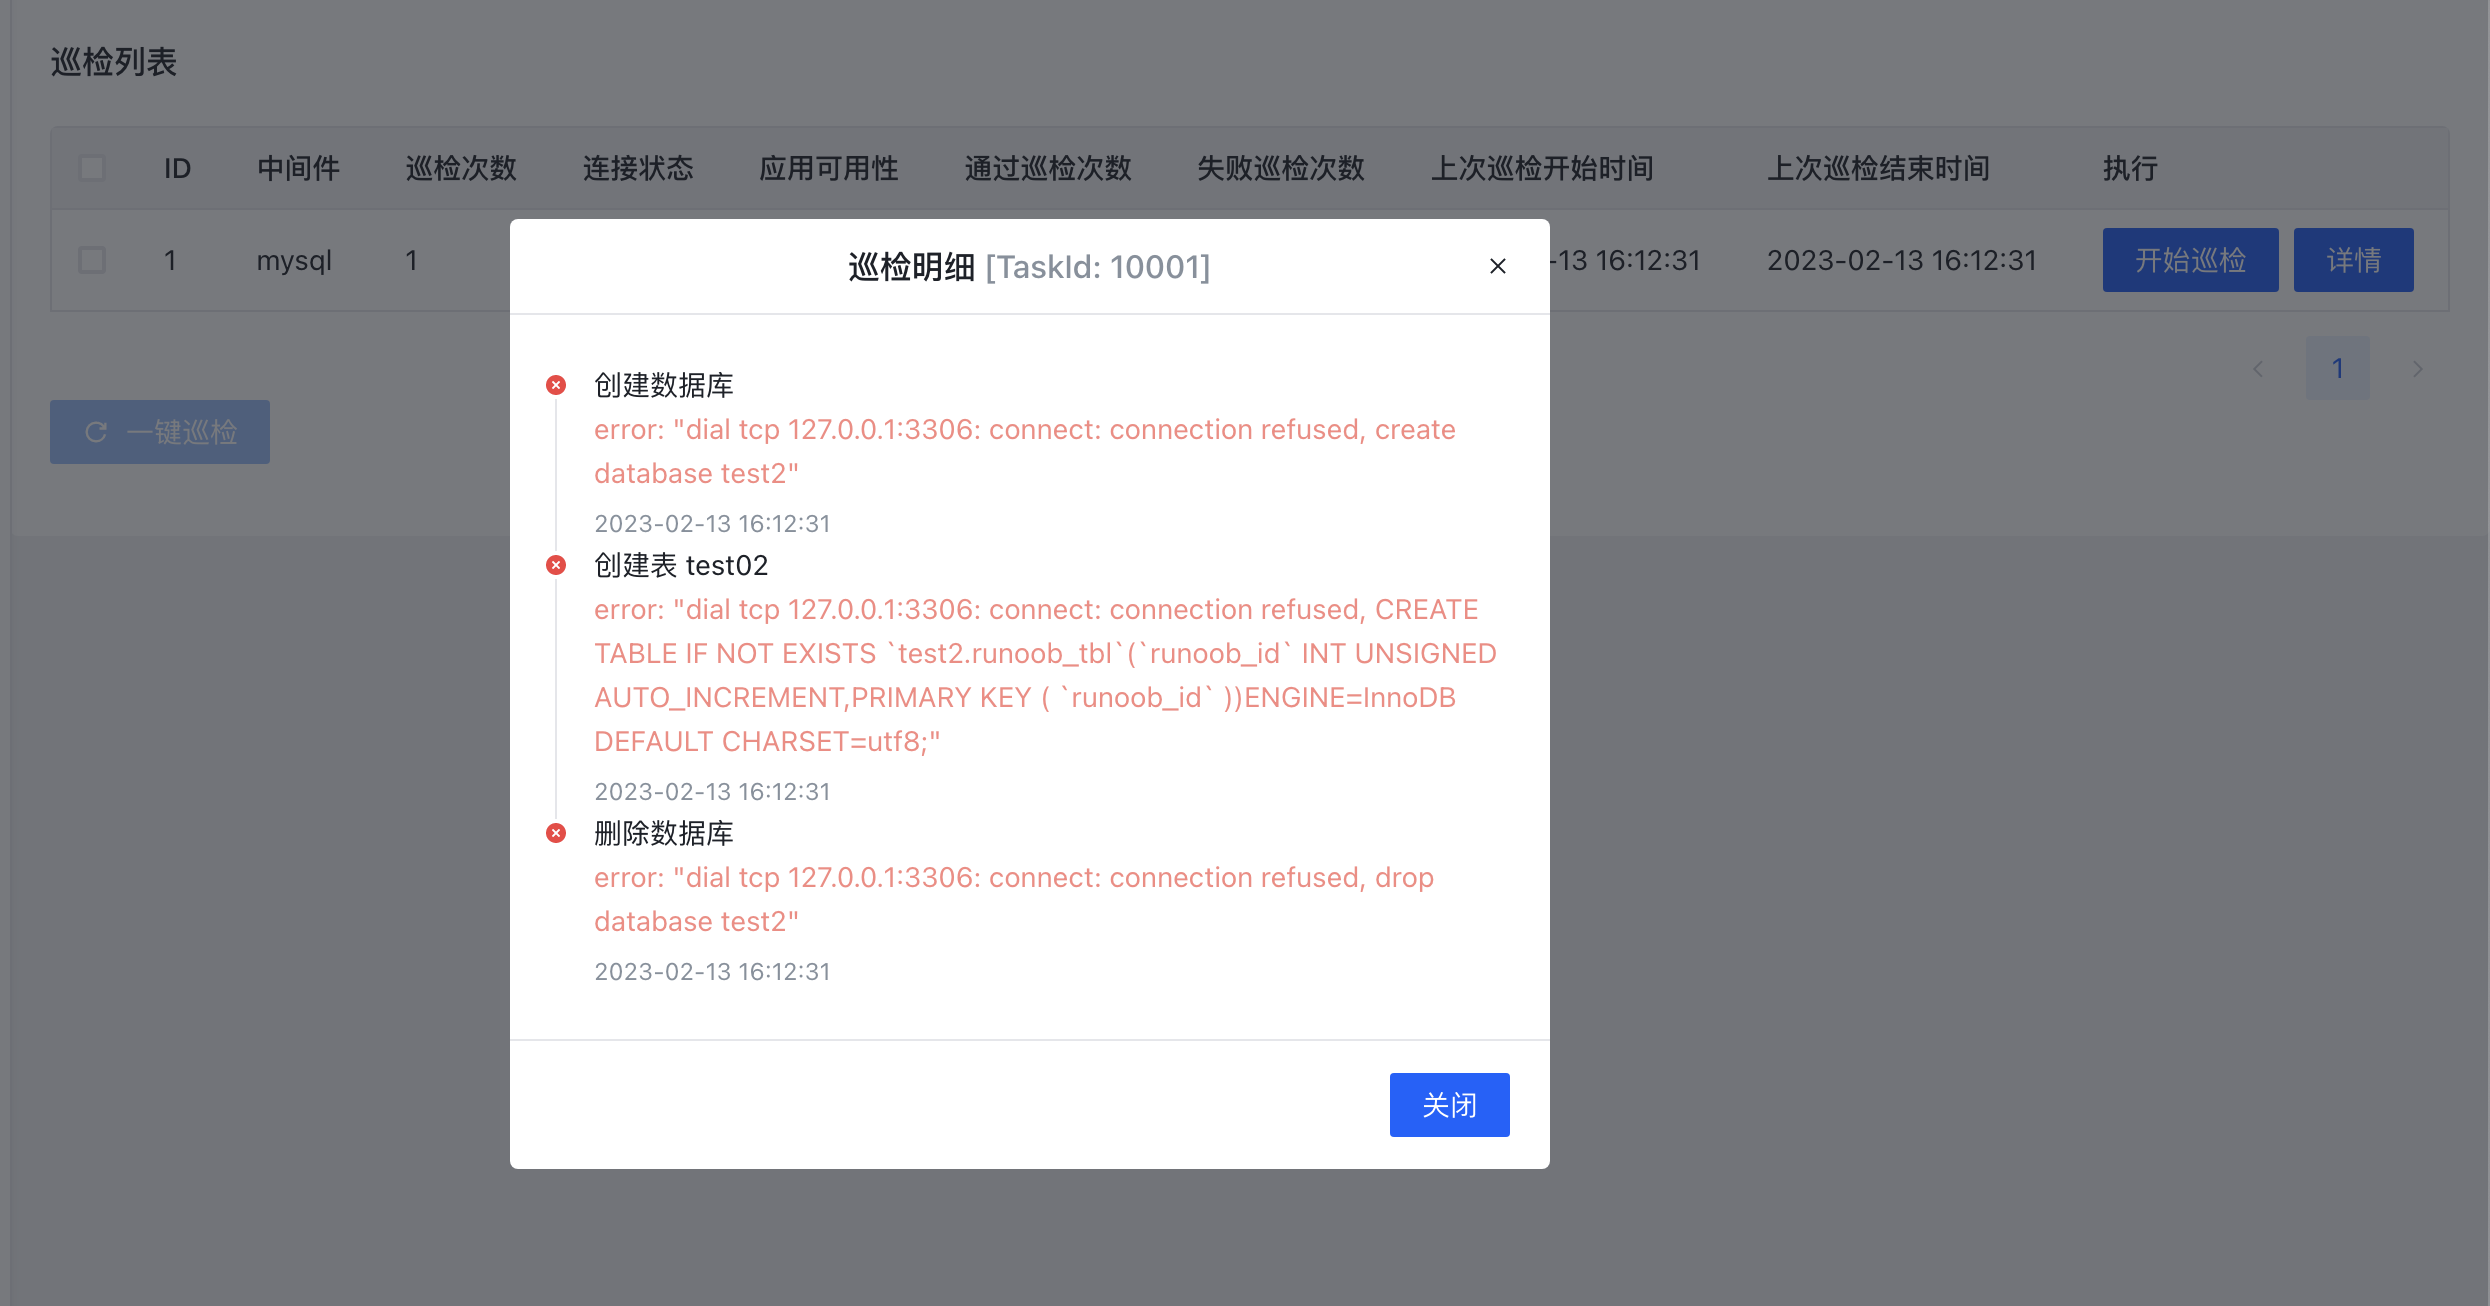 巡检列表
ID 中间件 巡检次数 连接状态 应用可用性 通过巡检次数 失败巡检次数 上次巡检开始时间 上次巡检结束时间 执行
1 mysql 1 -13 16:12:31 2023-02-13 16:12:31 开始巡检 详情
1
一键巡检
巡检明细 [TaskId: 10001]
创建数据库
error: "dial tcp 127.0.0.1:3306: connect: connection refused, create
database test2"
2023-02-13 16:12:31
创建表 test02
error: "dial tcp 127.0.0.1:3306: connect: connection refused, CREATE
TABLE IF NOT EXISTS `test2.runoob_tbl`(`runoob_id` INT UNSIGNED
AUTO_INCREMENT,PRIMARY KEY ( `runoob_id` ))ENGINE=InnoDB
DEFAULT CHARSET=utf8;"
2023-02-13 16:12:31
删除数据库
error: "dial tcp 127.0.0.1:3306: connect: connection refused, drop
database test2"
2023-02-13 16:12:31
关闭